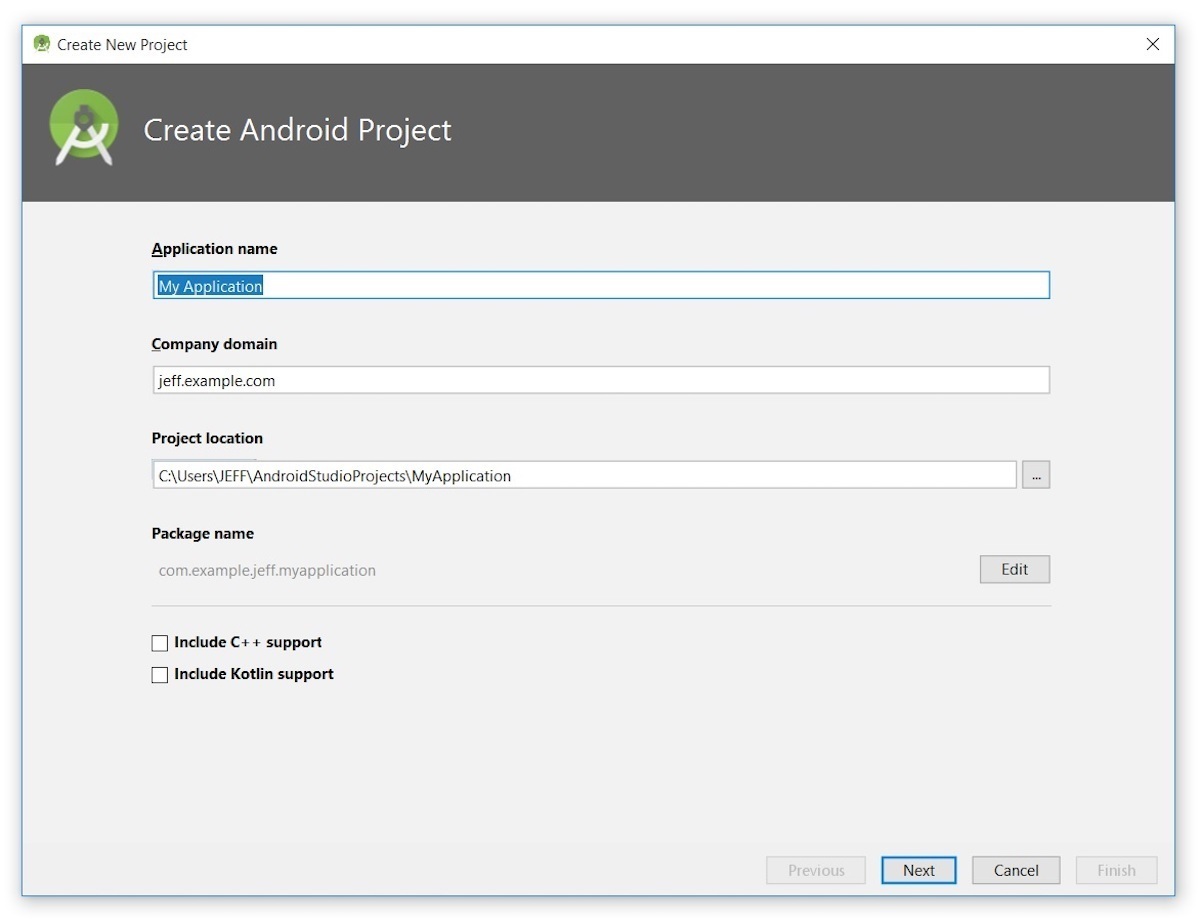 Create New Project
Create Android Project
Application name
My Application
Company domain
jeff.example.com
Project location
C:\Users\JEFF\AndroidStudioProjects\MyApplication
...
Package name
com.example.jeff.myapplication
Edit
Include C++ support
Include Kotlin support
Previous Next Cancel Finish